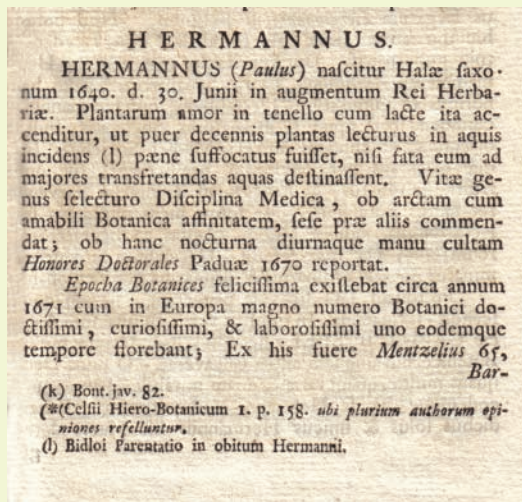 HERMANNUS.
HERMANNUS (Paulus) naſcitur Halæ ſaxo-
num 1640. d. 30. Junii in augmentum Rei Herba-
riæ. Plantarum amor in tenello cum lacte ita ac-
cenditur, ut puer decennis plantas lecturus in aquis
incidens (l) pæne ſuffocatus fuiſſet, niſi fata eum ad
majores transfretandas aquas deſtinaſſent. Vitæ ge-
nus ſelecturo Diſciplina Medica, ob arctam cum
amabili Botanica affinitatem, ſeſe præ aliis commen-
dat; ob hanc nocturna diurnaque manu cultam
Honores Doctorales Paduæ 1670 reportat.
Epocha Botanices feliciſſima exiſtebat circa annum
1671 cum in Europa magno numero Botanici do-
ctiſſimi, curioſiſſimi, & laboroſiſſimi uno eodemque
tempore florebant; Ex his fuere Mentzelius 65,
Bar-
(k) Bont. jav. 82.
(*(Celſii Hiero-Botanicum 1. p. 158. ubi plurium authorum opi-
niones refelluntur.
(l) Bidloi Parentatio in obitum Hermanni.